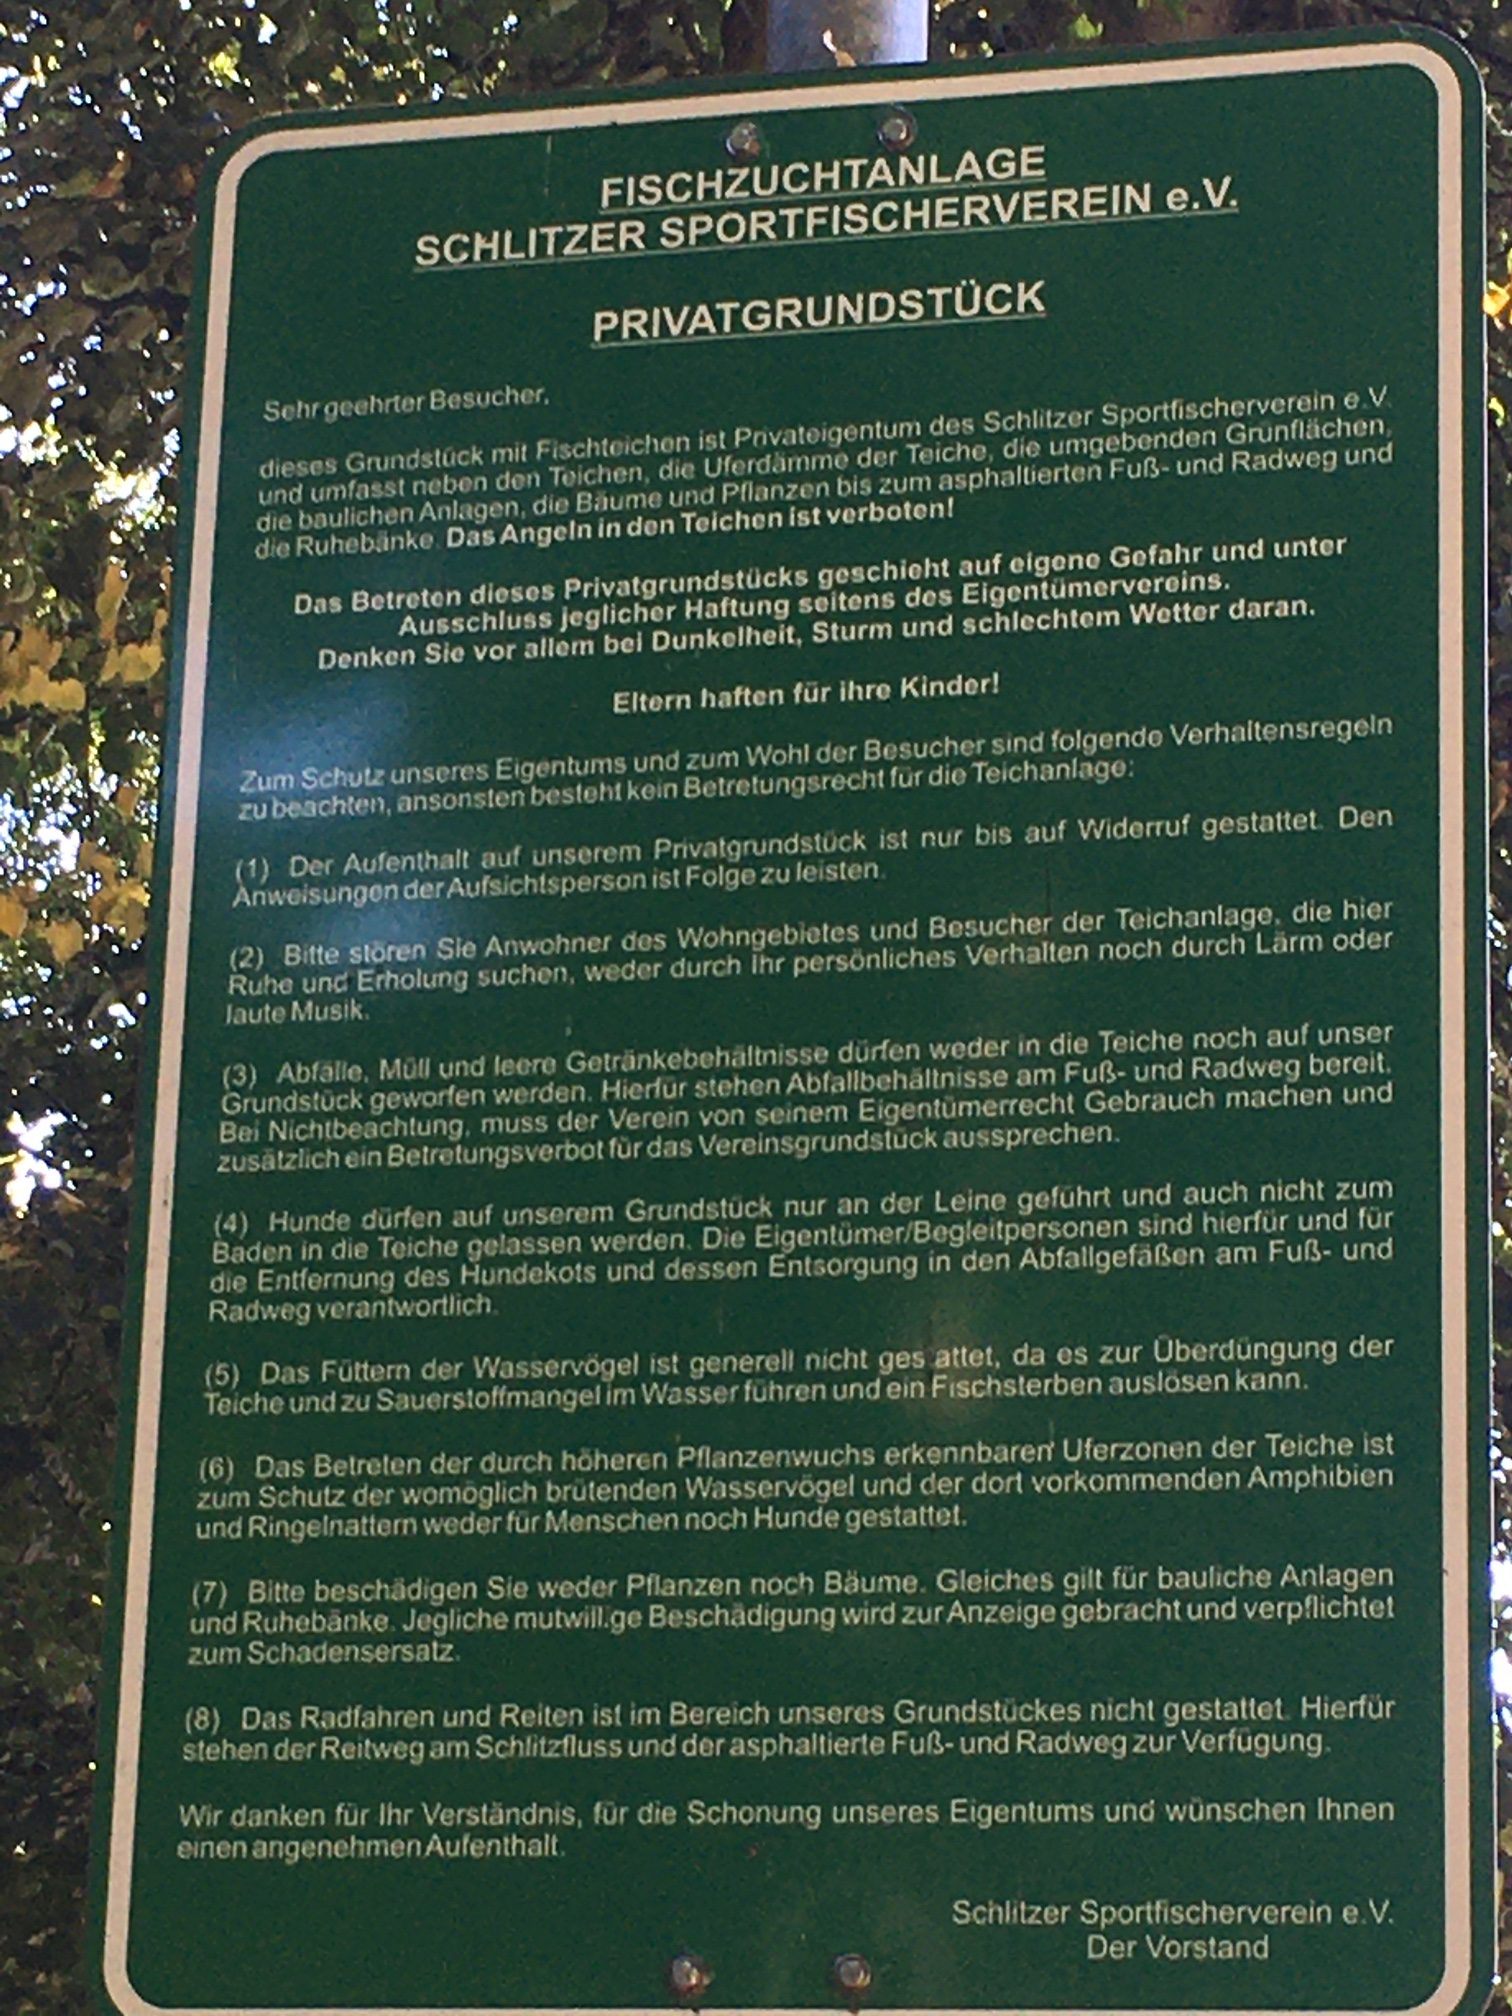 FISCHZUCHTANLAGE
SCHLITZER SPORTFISCHERVEREIN e.V.
PRIVATGRUNDSTÜCK
Sehr geehrter Besucher,
dieses Grundstück mit Fischteichen ist Privateigentum des Schlitzer Sportfischerverein e.V.
und umfasst neben den Teichen, die Uferdämme der Teiche, die umgebenden Grünflächen,
die baulichen Anlagen, die Bäume und Pflanzen bis zum asphaltierten Fuß- und Radweg und
die Ruhebänke. Das Angeln in den Teichen ist verboten!
Das Betreten dieses Privatgrundstücks geschieht auf eigene Gefahr und unter
Ausschluss jeglicher Haftung seitens des Eigentümervereins.
Denken Sie vor allem bei Dunkelheit, Sturm und schlechtem Wetter daran.
Eltern haften für ihre Kinder!
Zum Schutz unseres Eigentums und zum Wohl der Besucher sind folgende Verhaltensregeln
zu beachten, ansonsten besteht kein Betretungsrecht für die Teichanlage:
(1) Der Aufenthalt auf unserem Privatgrundstück ist nur bis auf Widerruf gestattet. Den
Anweisungen der Aufsichtsperson ist Folge zu leisten.
(2) Bitte stören Sie Anwohner des Wohngebietes und Besucher der Teichanlage, die hier
Ruhe und Erholung suchen, weder durch Ihr persönliches Verhalten noch durch Lärm oder
laute Musik.
(3) Abfälle, Müll und leere Getränkebehältnisse dürfen weder in die Teiche noch auf unser
Grundstück geworfen werden. Hierfür stehen Abfallbehältnisse am Fuß- und Radweg bereit.
Bei Nichtbeachtung, muss der Verein von seinem Eigentümerrecht Gebrauch machen und
zusätzlich ein Betretungsverbot für das Vereinsgrundstück aussprechen.
(4) Hunde dürfen auf unserem Grundstück nur an der Leine geführt und auch nicht zum
Baden in die Teiche gelassen werden. Die Eigentümer/Begleitpersonen sind hierfür und für
die Entfernung des Hundekots und dessen Entsorgung in den Abfallgefäßen am Fuß- und
Radweg verantwortlich.
(5) Das Füttern der Wasservögel ist generell nicht ges attet, da es zur Überdüngung der
Teiche und zu Sauerstoffmangel im Wasser führen und ein Fischsterben auslösen kann.
(6) Das Betreten der durch höheren Pflanzenwuchs erkennbaren Uferzonen der Teiche ist
zum Schutz der womöglich brütenden Wasservögel und der dort vorkommenden Amphibien
und Ringelnattern weder für Menschen noch Hunde gestattet.
(7) Bitte beschädigen Sie weder Pflanzen noch Bäume. Gleiches gilt für bauliche Anlagen
und Ruhebänke. Jegliche mutwillige Beschädigung wird zur Anzeige gebracht und verpflichtet
zum Schadensersatz.
(8) Das Radfahren und Reiten ist im Bereich unseres Grundstückes nicht gestattet. Hierfür
stehen der Reitweg am Schlitzfluss und der asphaltierte Fuß- und Radweg zur Verfügung.
Wir danken für Ihr Verständnis, für die Schonung unseres Eigentums und wünschen Ihnen
einen angenehmen Aufenthalt.
Schlitzer Sportfischerverein e.V.
Der Vorstand